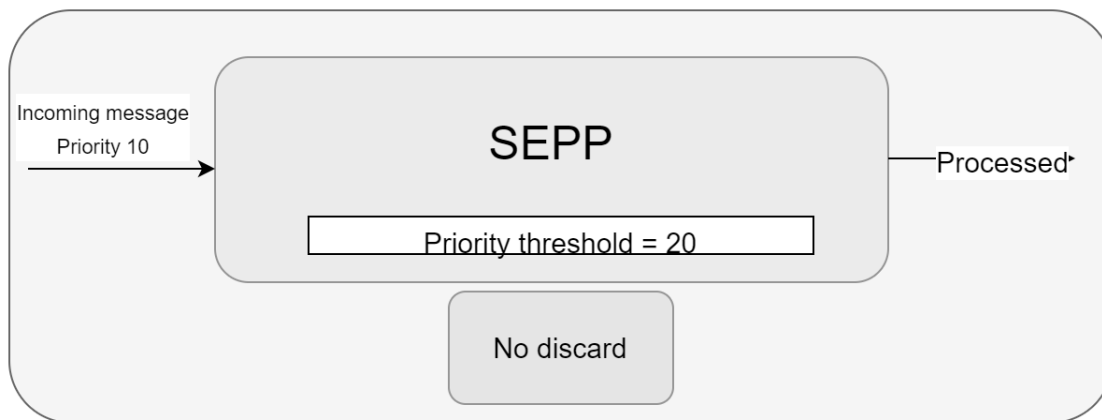 Incoming message
Priority 10
SEPP
Processed
Priority threshold = 20
No discard